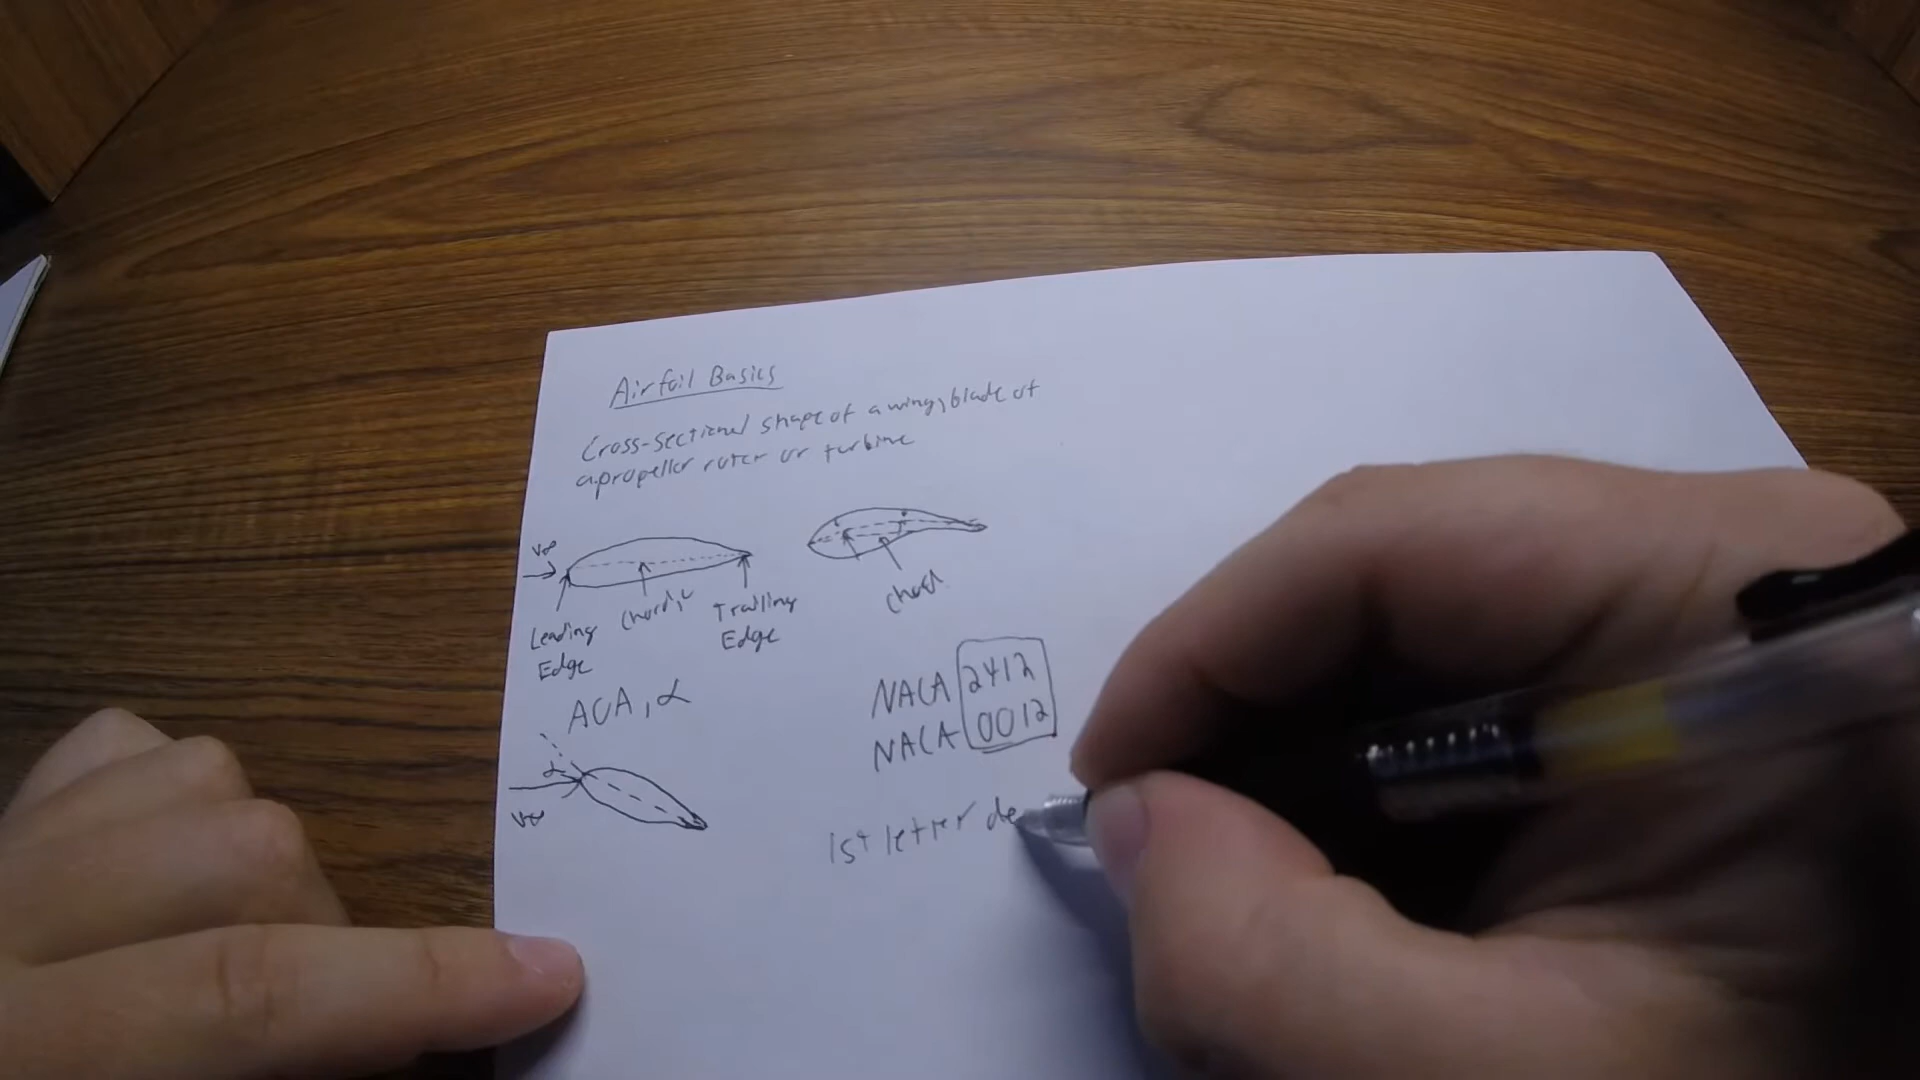 Airfoil Basics
Cross-sectional shape of a wing, blade of
a propellor rotor or turbine
V∞
Leading
Edge
chord, c
Trailing
Edge
chord
AOA, α
α
V∞
NACA 2412
NACA 0012
1st letter de